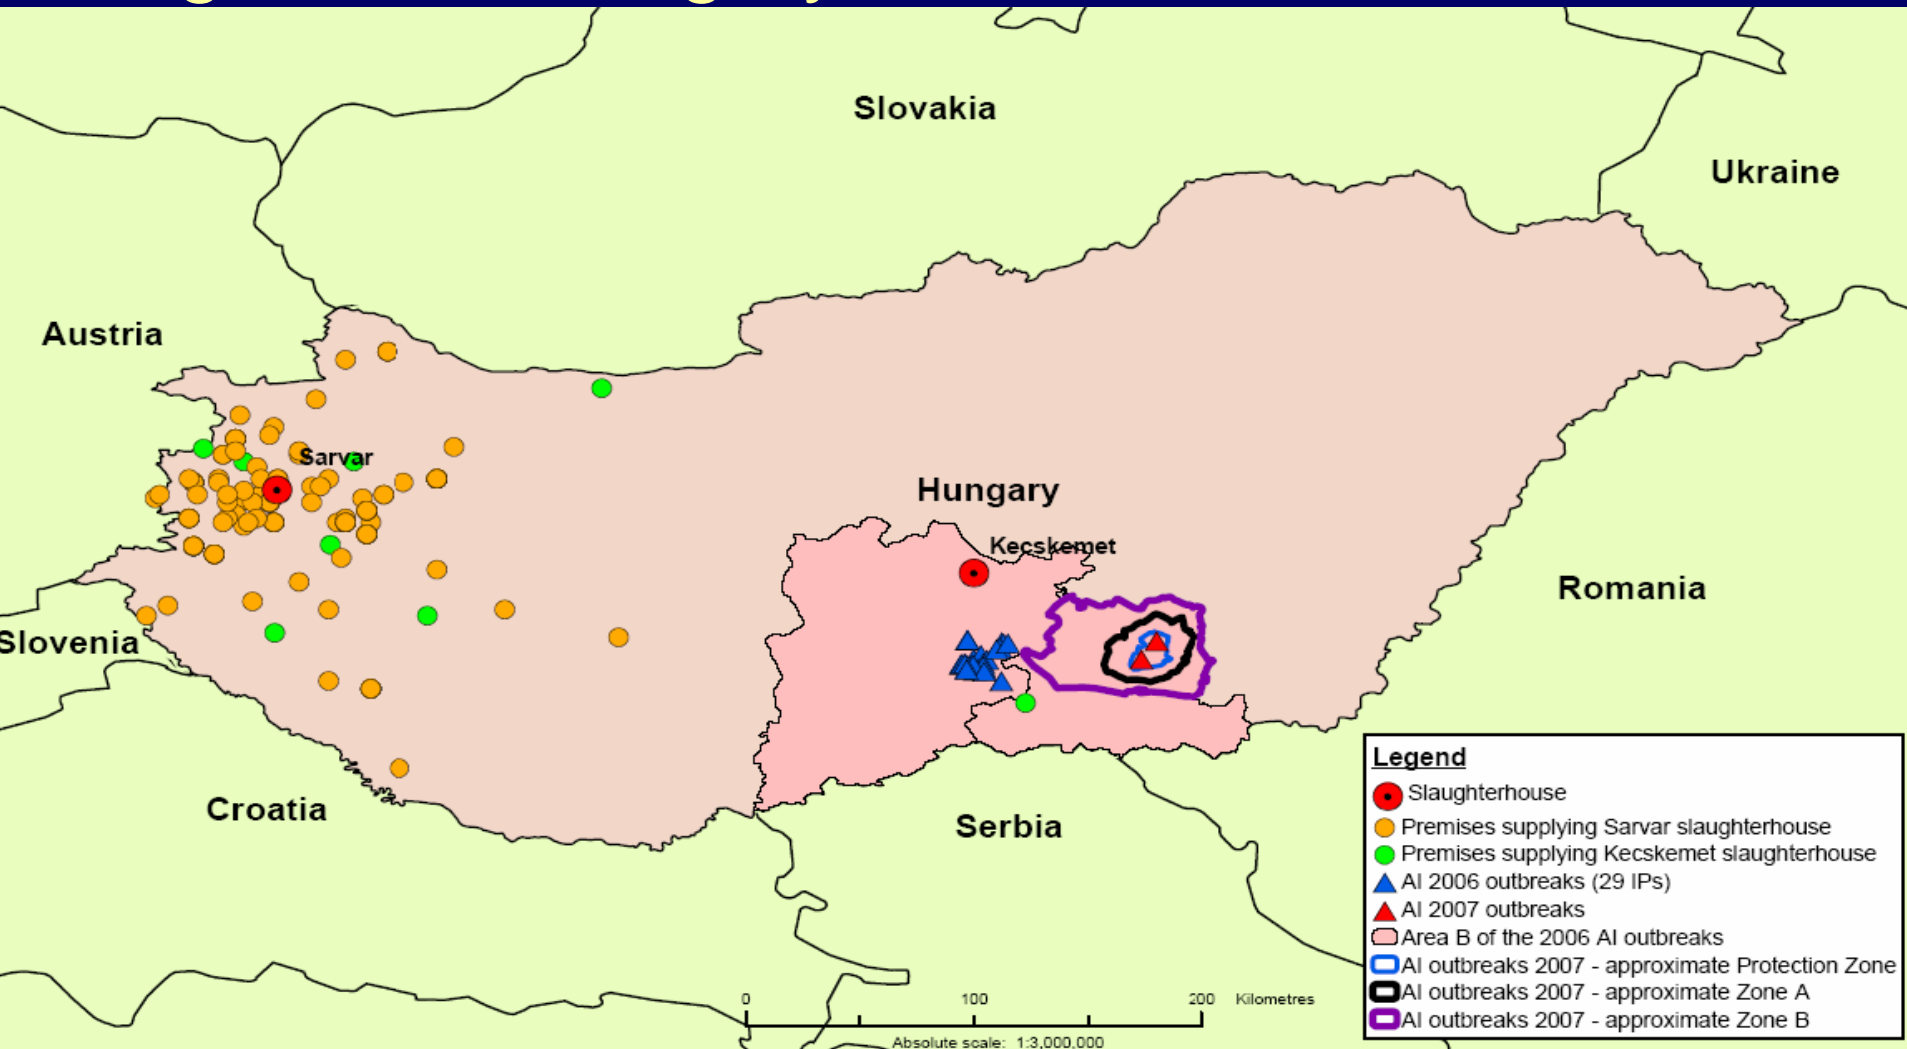 Slovakia
Ukraine
Austria
Sarvar
Hungary
Kecskemet
Romania
Slovenia
Croatia
Serbia
Legend
Slaughterhouse
Premises supplying Sarvar slaughterhouse
Premises supplying Kecskemet slaughterhouse
AI 2006 outbreaks (29 IPs)
AI 2007 outbreaks
Area B of the 2006 AI outbreaks
AI outbreaks 2007 - approximate Protection Zone
AI outbreaks 2007 - approximate Zone A
AI outbreaks 2007 - approximate Zone B
0 100 200 Kilometres
Absolute scale: 1:3,000,000